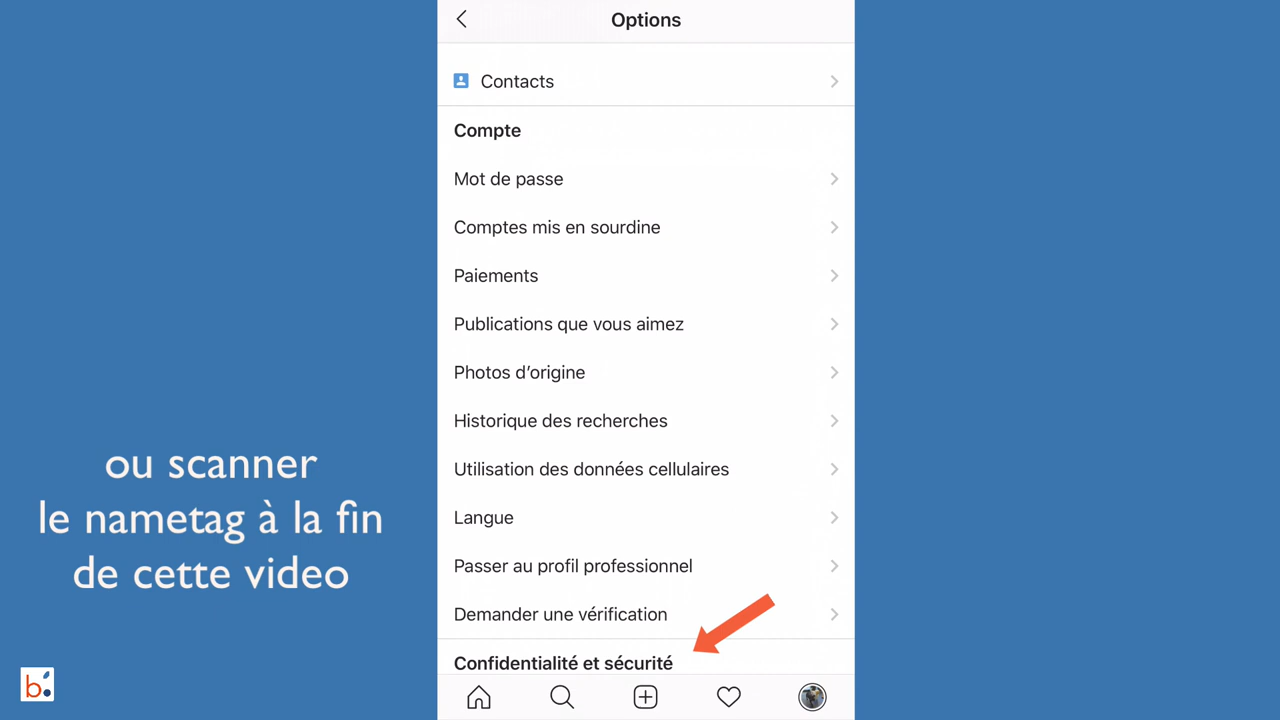 Options
Contacts
Compte
Mot de passe
Comptes mis en sourdine
Paiements
Publications que vous aimez
Photos d’origine
Historique des recherches
Utilisation des données cellulaires
Langue
Passer au profil professionnel
Demander une vérification
Confidentialité et sécurité
ou scanner
le nametag à la fin
de cette video
b.